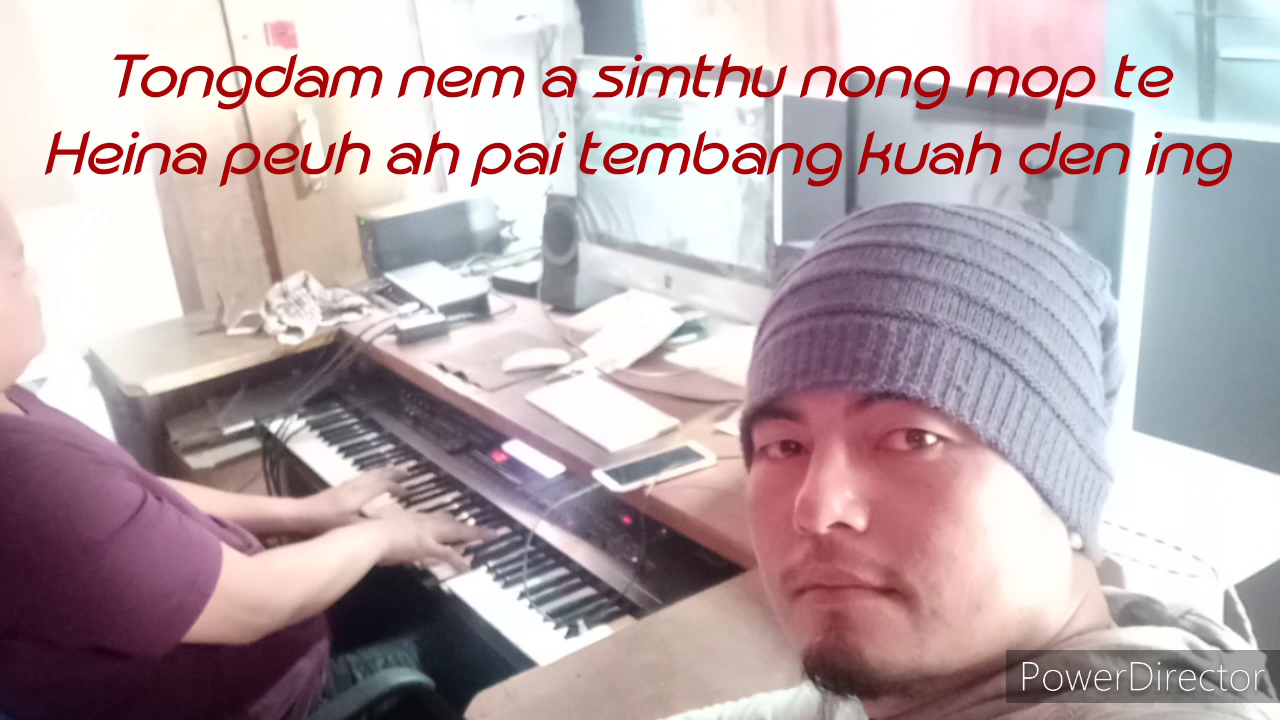 Tongdam nem a simthu nong mop te
Heina peuh ah pai tembang kuah den ing
PowerDirector